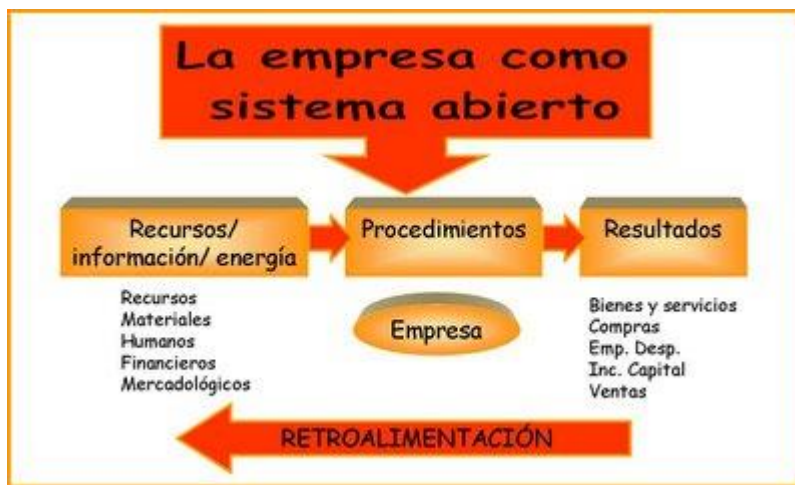 La empresa como
sistema abierto
Recursos/
información/ energía
Procedimientos
Resultados
Recursos
Materiales
Humanos
Financieros
Mercadológicos
Empresa
Bienes y servicios
Compras
Emp. Desp.
Inc. Capital
Ventas
RETROALIMENTACIÓN